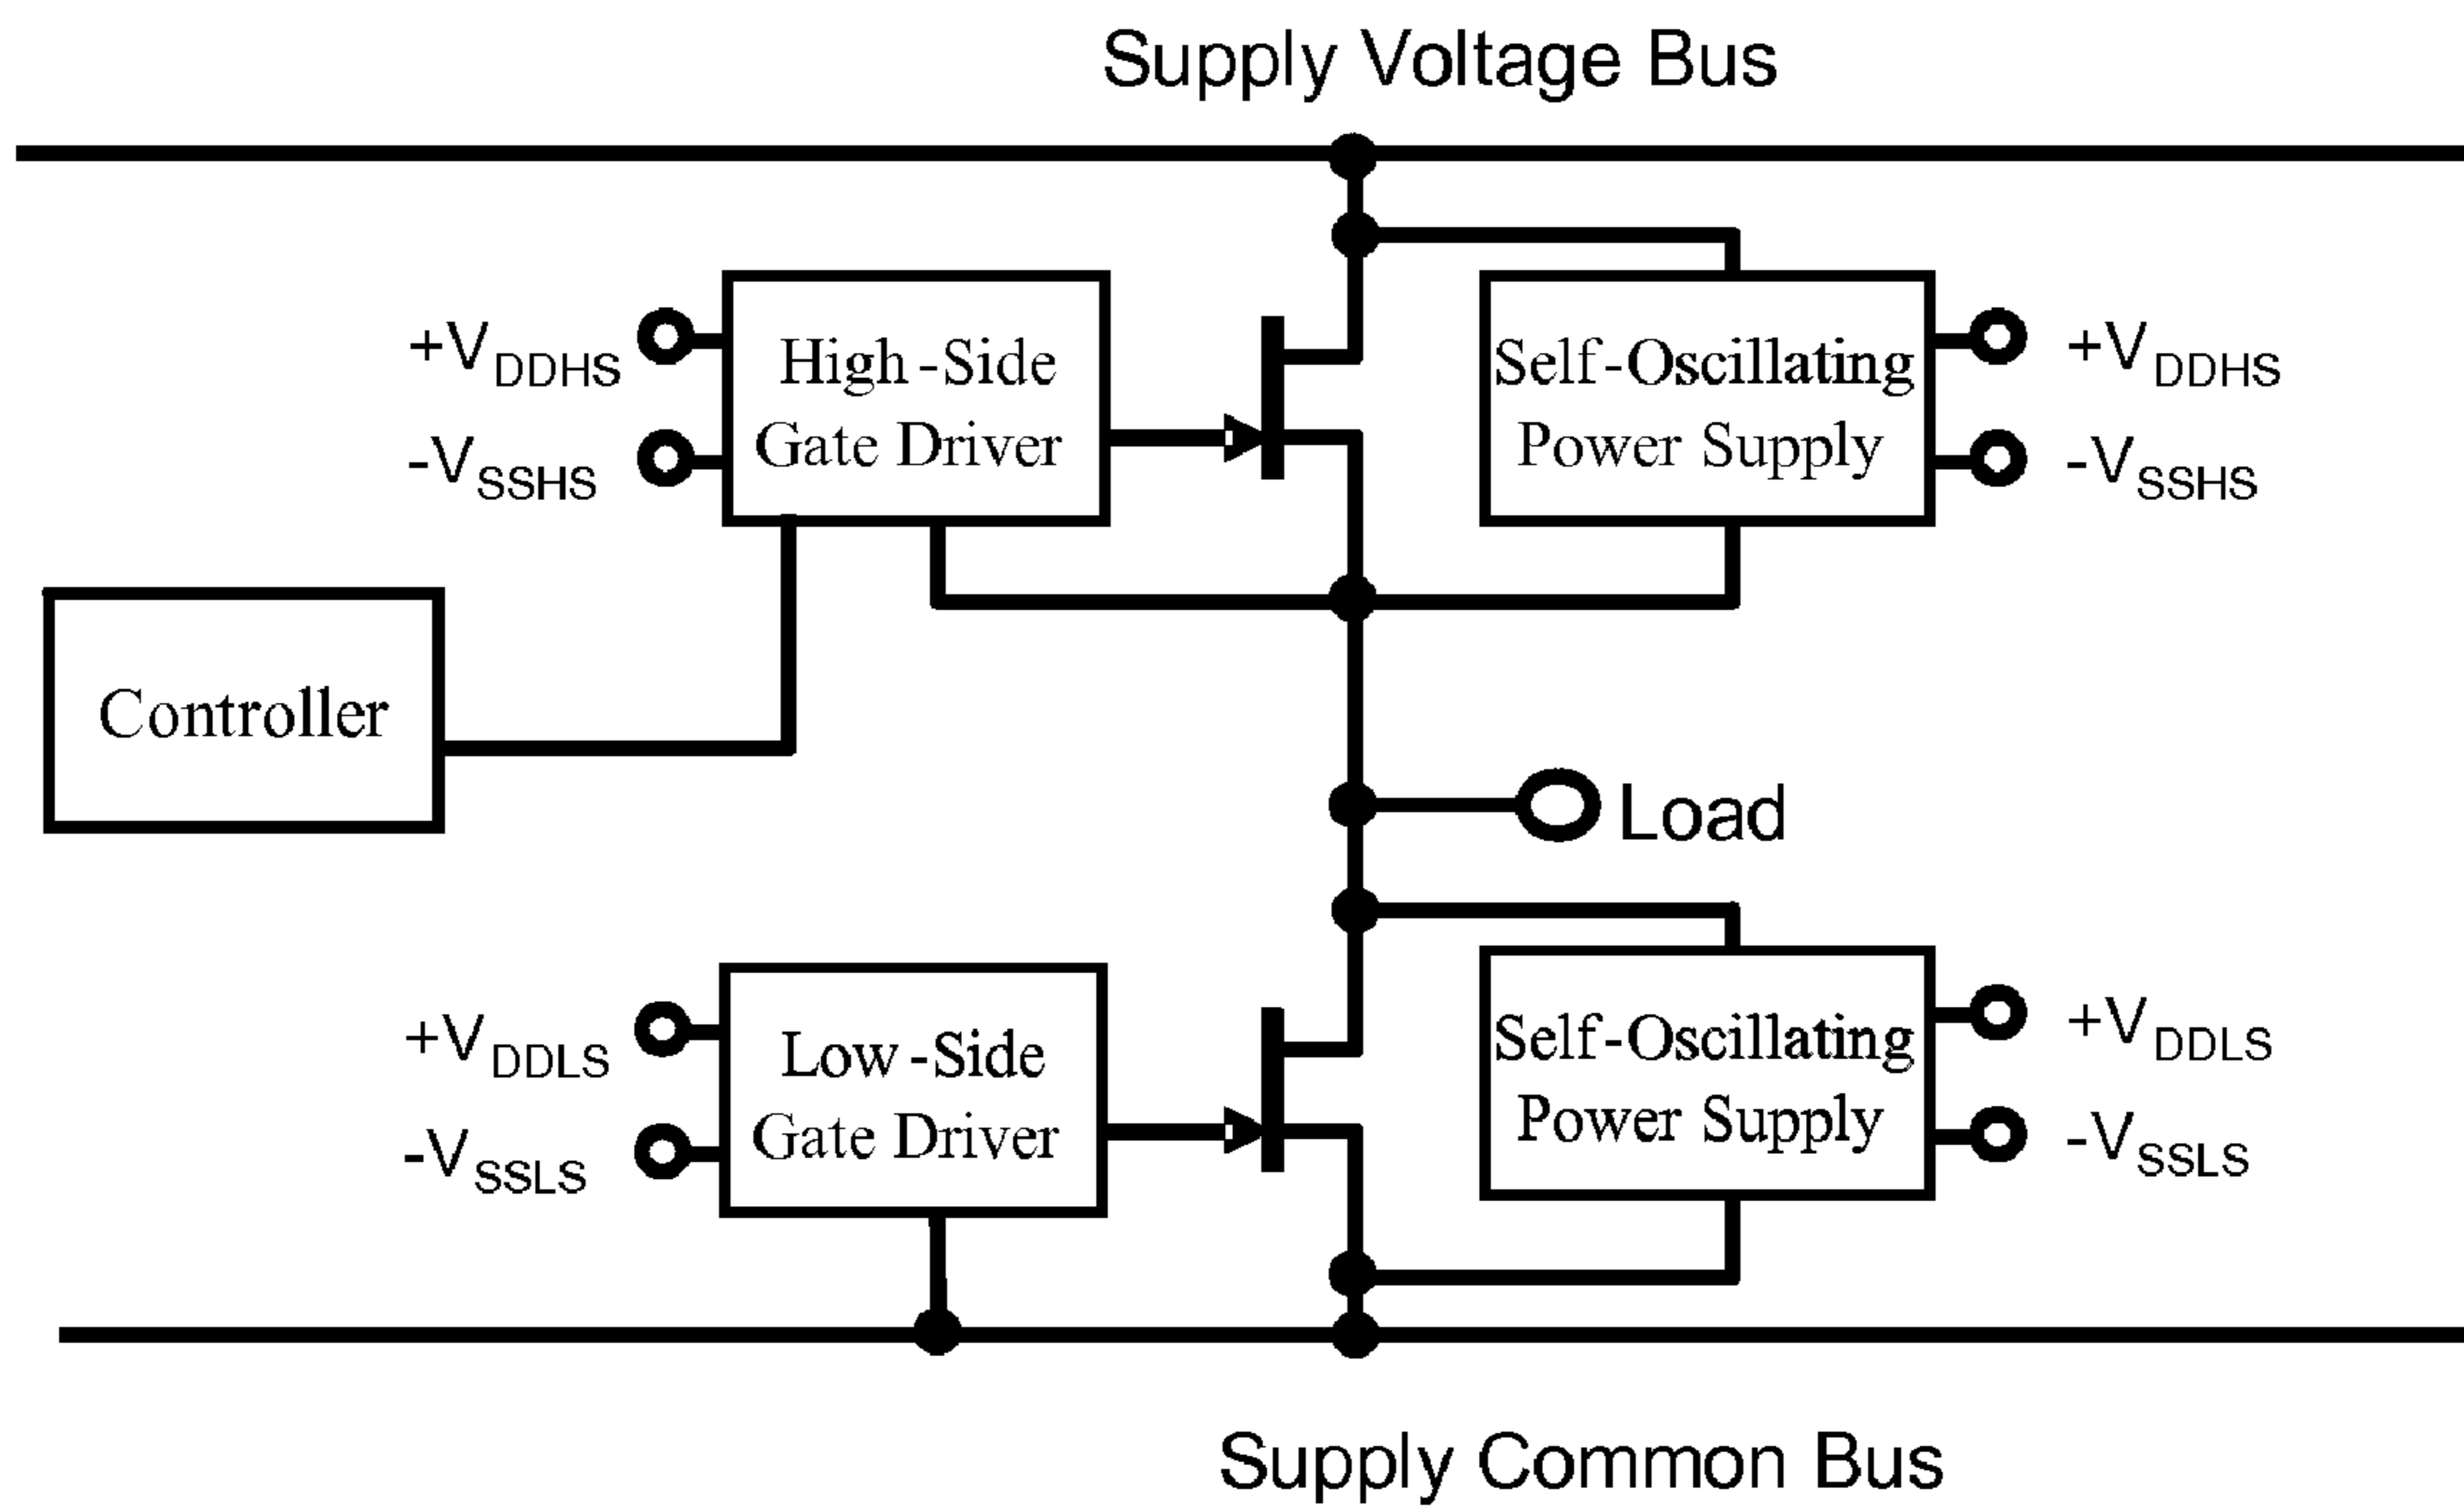 Supply Voltage Bus
+VDDHS
-VSSHS
High-Side
Gate Driver
Self-Oscillating
Power Supply
+VDDHS
-VSSHS
Controller
Load
+VDDLS
-VSSLS
Low-Side
Gate Driver
Self-Oscillating
Power Supply
+VDDLS
-VSSLS
Supply Common Bus